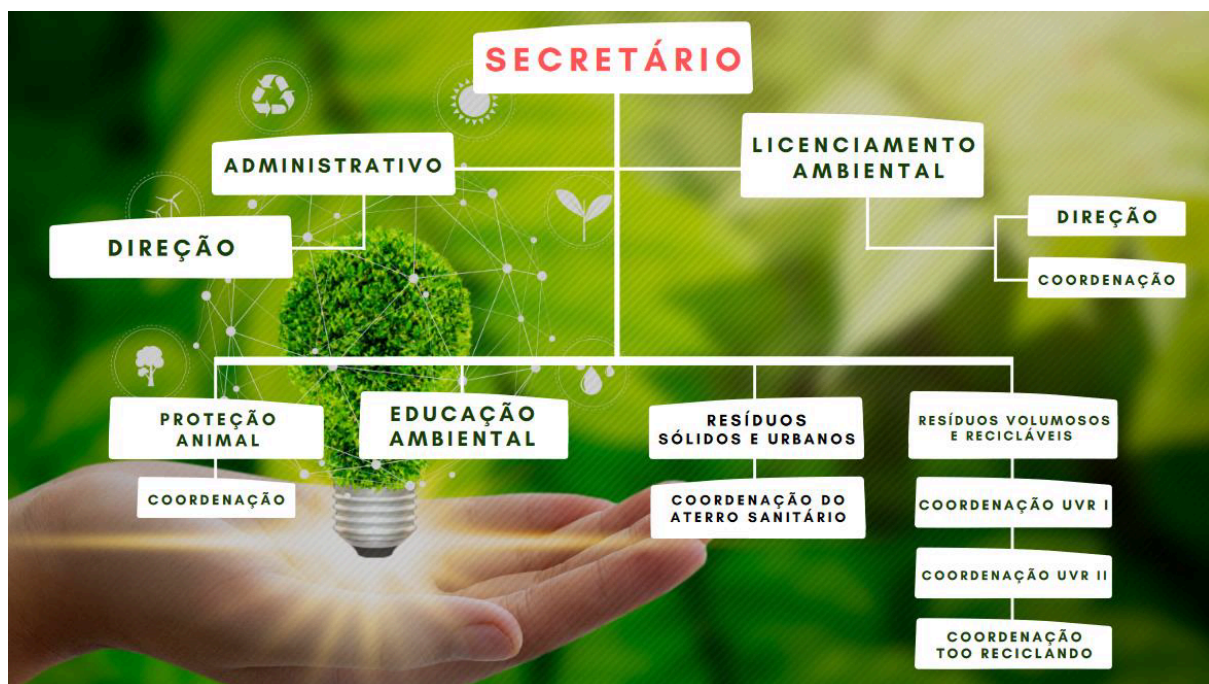 SECRETÁRIO
ADMINISTRATIVO
LICENCIAMENTO
AMBIENTAL
DIREÇÃO
DIREÇÃO
COORDENAÇÃO
PROTEÇÃO
ANIMAL
COORDENAÇÃO
EDUCAÇÃO
AMBIENTAL
RESÍDUOS
SÓLIDOS E URBANOS
COORDENAÇÃO DO
ATERRO SANITÁRIO
RESÍDUOS VOLUMOSOS
E RECICLÁVEIS
COORDENAÇÃO UVR I
COORDENAÇÃO UVR II
COORDENAÇÃO
TOO RECICLANDO